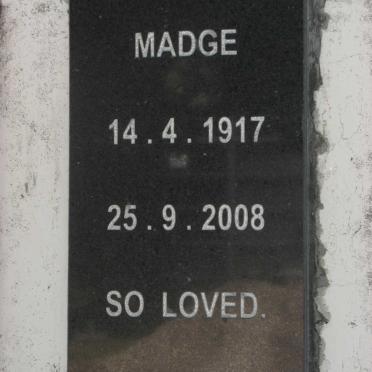 MADGE
14 . 4 . 1917
25 . 9 . 2008
SO LOVED.